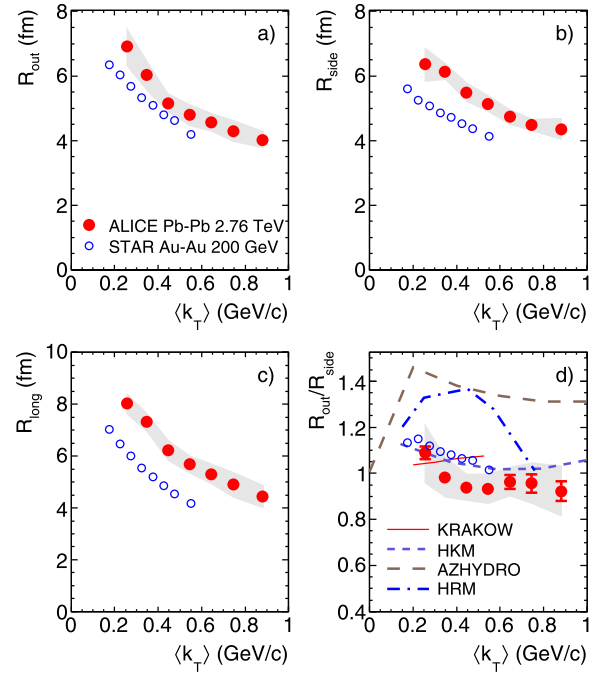 R_out (fm)
8
6
4
2
0
a)
ALICE Pb-Pb 2.76 TeV
STAR Au-Au 200 GeV
0 0.2 0.4 0.6 0.8 1
⟨k_T⟩ (GeV/c)
R_side (fm)
8
6
4
2
0
b)
0 0.2 0.4 0.6 0.8 1
⟨k_T⟩ (GeV/c)
R_long (fm)
10
8
6
4
2
0
c)
0 0.2 0.4 0.6 0.8 1
⟨k_T⟩ (GeV/c)
R_out/R_side
1.4
1.2
1
0.8
0.6
0.4
d)
KRAKOW
HKM
AZHYDRO
HRM
0 0.2 0.4 0.6 0.8 1
⟨k_T⟩ (GeV/c)